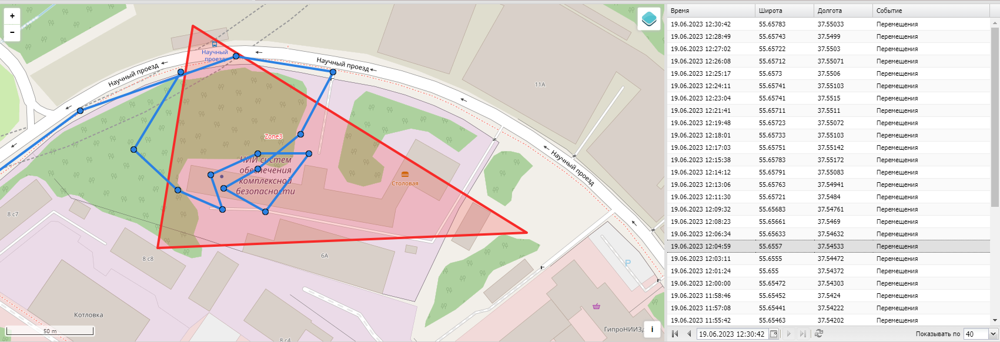 +
−
Научный
проезд
Научный проезд
Научный проезд
Научный проезд
11А
Zone3
НИИ систем
обеспечения
комплексной
безопасности
Столовая
8 с7
8 с8
6А
P
Котловка
8 с4
ГипроНИИЗд
50 m
i
Время Широта Долгота Событие
19.06.2023 12:30:42 55.65783 37.55033 Перемещения
19.06.2023 12:28:49 55.65743 37.5499 Перемещения
19.06.2023 12:27:02 55.65722 37.5503 Перемещения
19.06.2023 12:26:08 55.65712 37.55071 Перемещения
19.06.2023 12:25:17 55.6573 37.5506 Перемещения
19.06.2023 12:24:11 55.65741 37.55103 Перемещения
19.06.2023 12:23:04 55.65741 37.5515 Перемещения
19.06.2023 12:21:41 55.65711 37.5511 Перемещения
19.06.2023 12:19:48 55.65723 37.55072 Перемещения
19.06.2023 12:18:01 55.65733 37.55103 Перемещения
19.06.2023 12:17:03 55.65751 37.55142 Перемещения
19.06.2023 12:15:38 55.65783 37.55172 Перемещения
19.06.2023 12:14:12 55.65791 37.55083 Перемещения
19.06.2023 12:13:06 55.65763 37.54941 Перемещения
19.06.2023 12:11:30 55.65721 37.5484 Перемещения
19.06.2023 12:09:32 55.65683 37.54761 Перемещения
19.06.2023 12:08:23 55.65661 37.5469 Перемещения
19.06.2023 12:06:34 55.65633 37.54632 Перемещения
19.06.2023 12:04:59 55.6557 37.54533 Перемещения
19.06.2023 12:03:11 55.6555 37.54472 Перемещения
19.06.2023 12:01:24 55.655 37.54372 Перемещения
19.06.2023 12:00:00 55.65472 37.54303 Перемещения
19.06.2023 11:58:46 55.65452 37.5424 Перемещения
19.06.2023 11:57:08 55.65441 37.54222 Перемещения
19.06.2023 11:55:42 55.65463 37.54202 Перемещения
19.06.2023 12:30:42 Показывать по 40